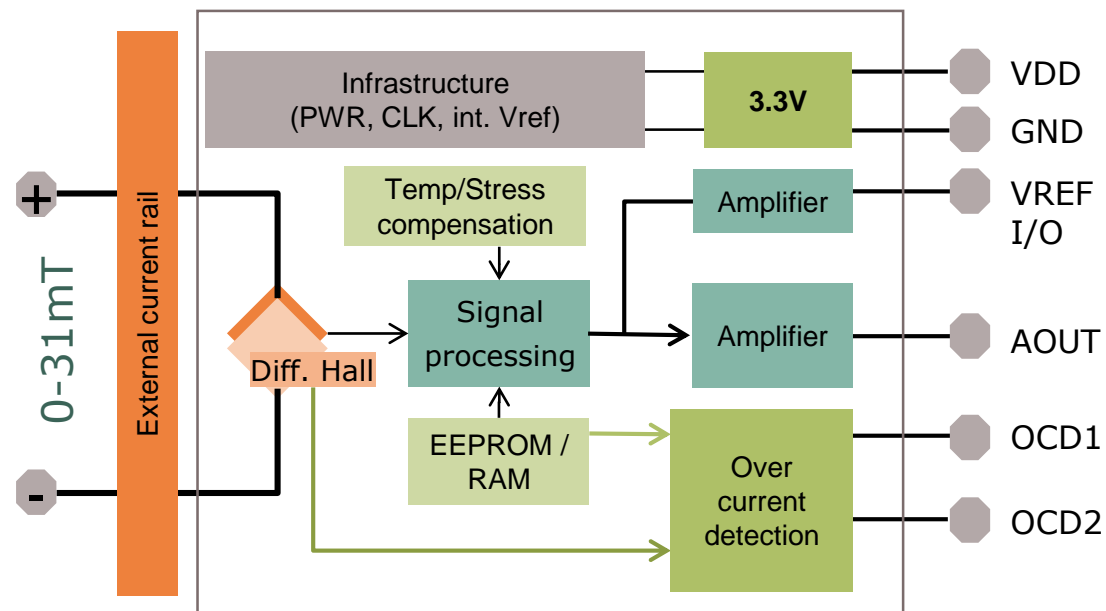 Infrastructure
(PWR, CLK, int. Vref)
3.3V
VDD
GND
Temp/Stress
compensation
Amplifier
VREF
I/O
+
0-31mT
-
External current rail
Diff. Hall
Signal
processing
Amplifier
AOUT
EEPROM /
RAM
Over
current
detection
OCD1
OCD2